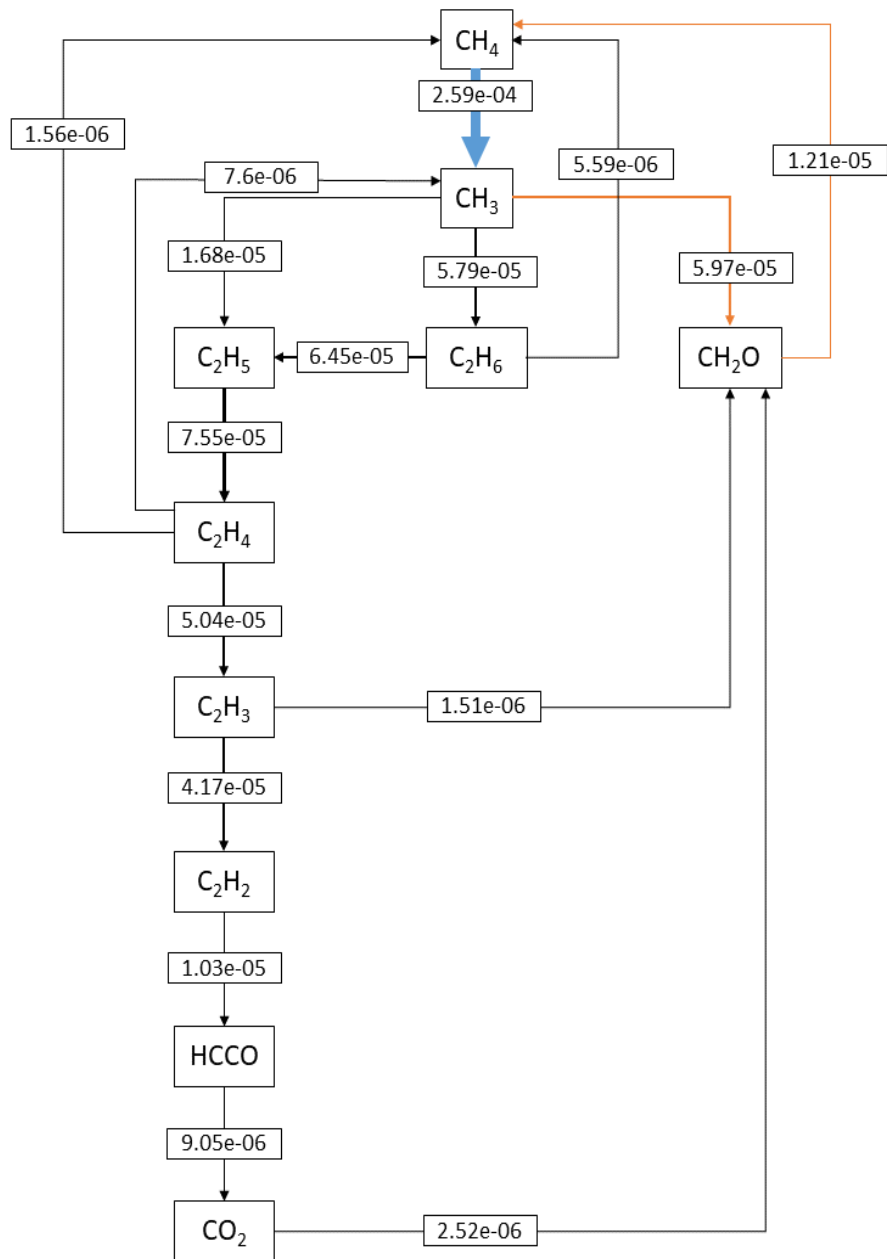 CH₄
2.59e-04
1.56e-06
5.59e-06
1.21e-05
7.6e-06
CH₃
1.68e-05
5.79e-05
5.97e-05
C₂H₅
6.45e-05
C₂H₆
CH₂O
7.55e-05
C₂H₄
5.04e-05
C₂H₃
1.51e-06
4.17e-05
C₂H₂
1.03e-05
HCCO
9.05e-06
CO₂
2.52e-06